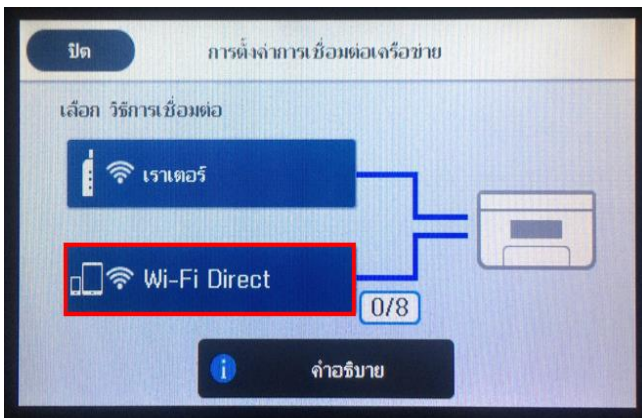 ปิด
การตั้งค่าการเชื่อมต่อเครือข่าย
เลือก วิธีการเชื่อมต่อ
เราเตอร์
Wi-Fi Direct
0/8
i
คำอธิบาย